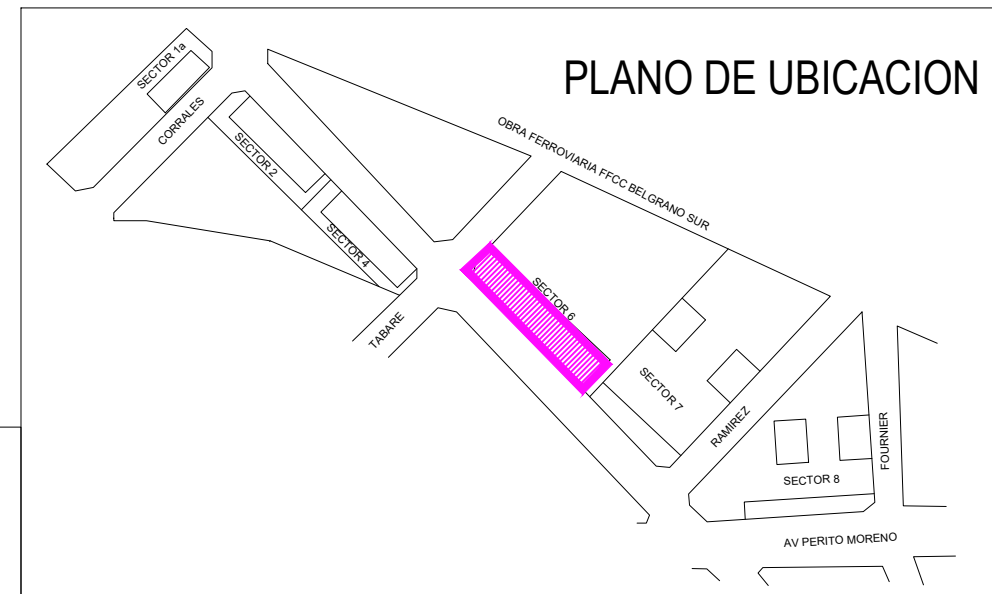 PLANO DE UBICACION
SECTOR 1a
CORRALES
SECTOR 2
SECTOR 4
OBRA FERROVIARIA FFCC BELGRANO SUR
SECTOR 6
TABARE
SECTOR 7
RAMIREZ
FOURNIER
SECTOR 8
AV PERITO MORENO